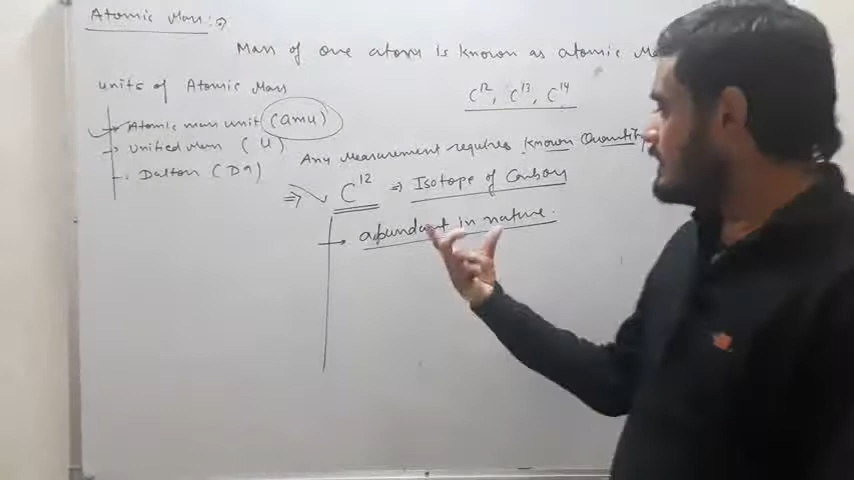 Atomic Mass :⇒
Mass of one atom is known as atomic Ma
units of Atomic Mass
C¹², C¹³, C¹⁴
→ Atomic mass unit (amu)
→ Unified Mass (u)
Any Measurement requires known Quantity
→ Dalton (Da)
⇒ C¹² ⇒ Isotope of Carbon
→ abundant in nature.